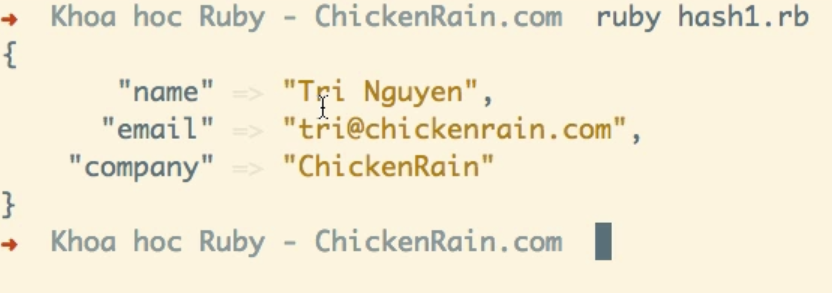 → Khoa hoc Ruby - ChickenRain.com ruby hash1.rb
{
"name" => "Tri Nguyen",
"email" => "tri@chickenrain.com",
"company" => "ChickenRain"
}
→ Khoa hoc Ruby - ChickenRain.com